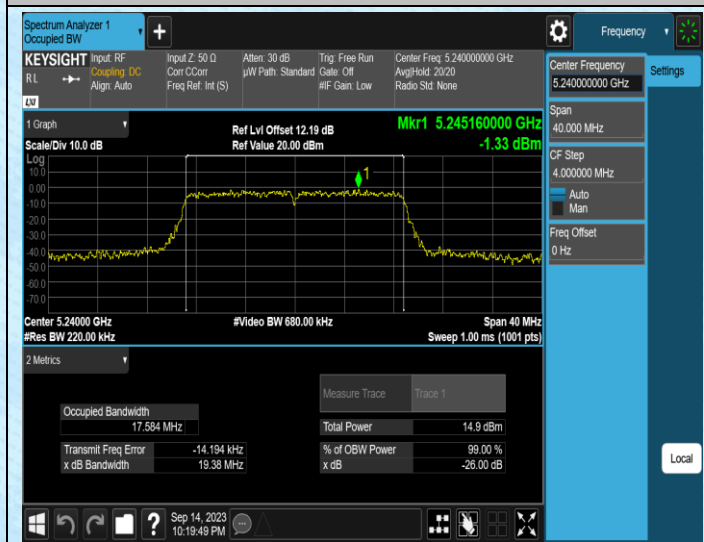 Spectrum Analyzer 1
Occupied BW
+
Frequency
KEYSIGHT
R L
LXI
Input: RF
Coupling: DC
Align: Auto
Input Z: 50 Ω
Corr CCorr
Freq Ref: Int (S)
Atten: 30 dB
µW Path: Standard
Trig: Free Run
Gate: Off
#IF Gain: Low
Center Freq: 5.240000000 GHz
Avg|Hold: 20/20
Radio Std: None
Center Frequency
5.240000000 GHz
Settings
Span
40.000 MHz
CF Step
4.000000 MHz
Auto
Man
Freq Offset
0 Hz
1 Graph
Scale/Div 10.0 dB
Ref Lvl Offset 12.19 dB
Ref Value 20.00 dBm
Mkr1 5.245160000 GHz
-1.33 dBm
Log
10.0
0.00
-10.0
-20.0
-30.0
-40.0
-50.0
-60.0
-70.0
1
Center 5.24000 GHz
#Res BW 220.00 kHz
#Video BW 680.00 kHz
Span 40 MHz
Sweep 1.00 ms (1001 pts)
2 Metrics
Measure Trace
Trace 1
Occupied Bandwidth
17.584 MHz
Total Power
14.9 dBm
Transmit Freq Error
-14.194 kHz
% of OBW Power
99.00 %
x dB Bandwidth
19.38 MHz
x dB
-26.00 dB
Local
?
Sep 14, 2023
10:19:49 PM